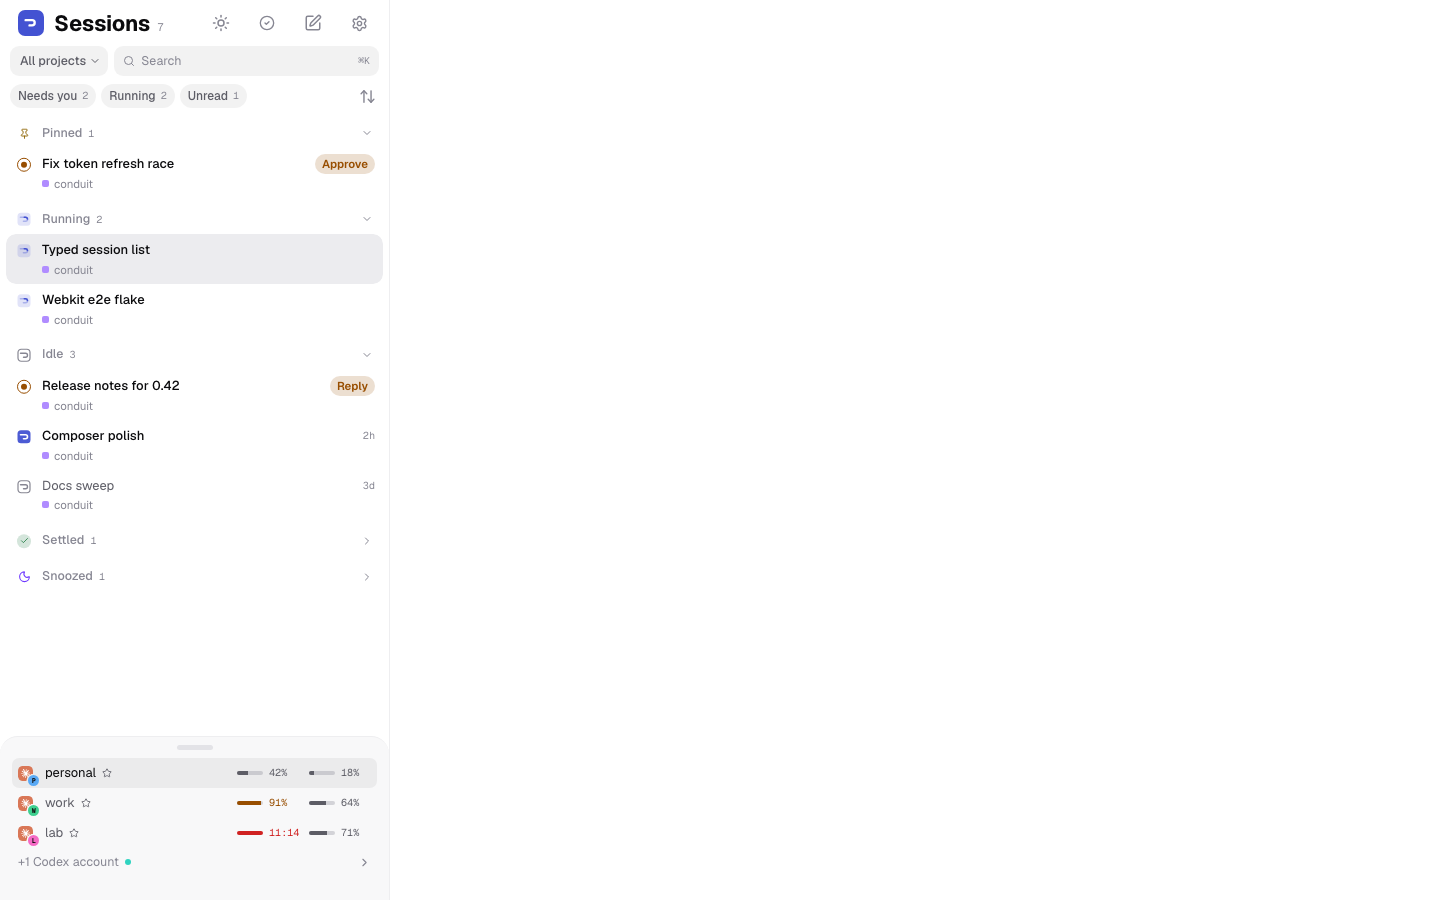 Sessions 7
All projects
Search ⌘K
Needs you 2
Running 2
Unread 1
Pinned 1
Fix token refresh race
Approve
conduit
Running 2
Typed session list
conduit
Webkit e2e flake
conduit
Idle 3
Release notes for 0.42
Reply
conduit
Composer polish 2h
conduit
Docs sweep 3d
conduit
Settled 1
Snoozed 1
P personal 42% 18%
W work 91% 64%
L lab 11:14 71%
+1 Codex account